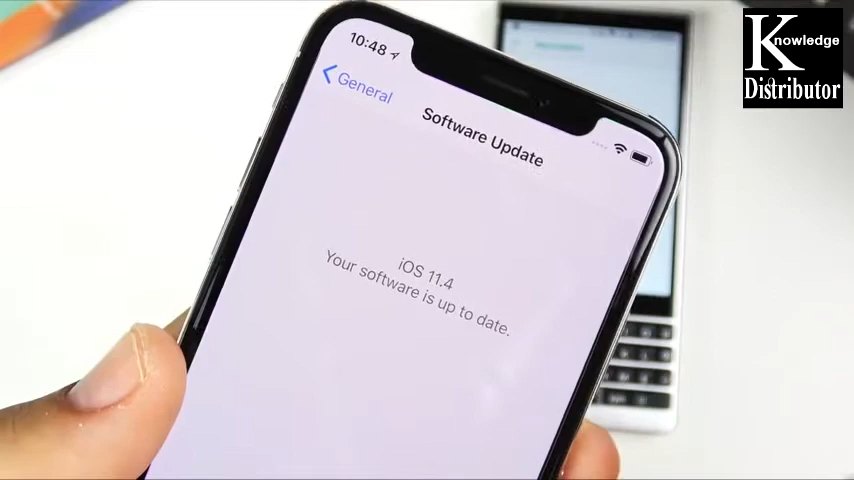 10:48
General
Software Update
iOS 11.4
Your software is up to date.
Knowledge
Distributor